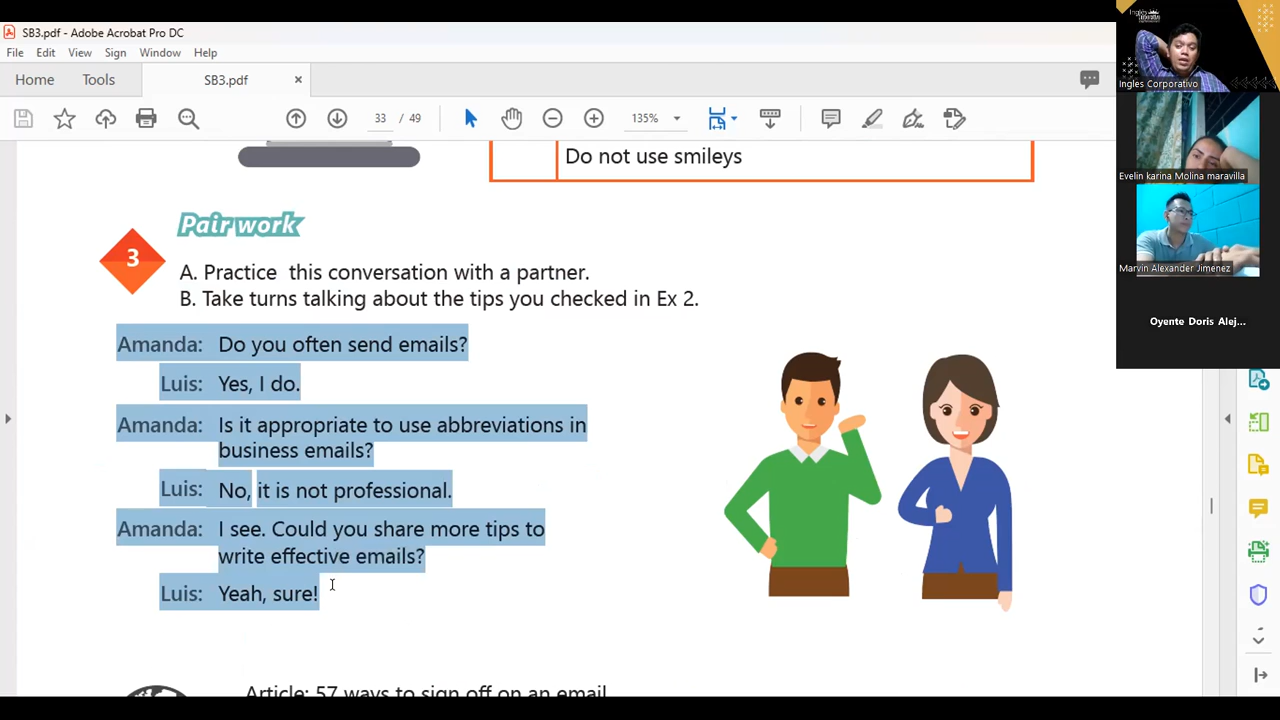 SB3.pdf - Adobe Acrobat Pro DC
File Edit View Sign Window Help
Home Tools SB3.pdf ×
33 / 49 135%
Do not use smileys
Pair work
3
A. Practice this conversation with a partner.
B. Take turns talking about the tips you checked in Ex 2.
Amanda: Do you often send emails?
Luis: Yes, I do.
Amanda: Is it appropriate to use abbreviations in
business emails?
Luis: No, it is not professional.
Amanda: I see. Could you share more tips to
write effective emails?
Luis: Yeah, sure!
Article: 57 ways to sign off on an email
Inglés
Ingles Corporativo
Evelin karina Molina maravilla
Marvin Alexander Jimenez
Oyente Doris Alej...